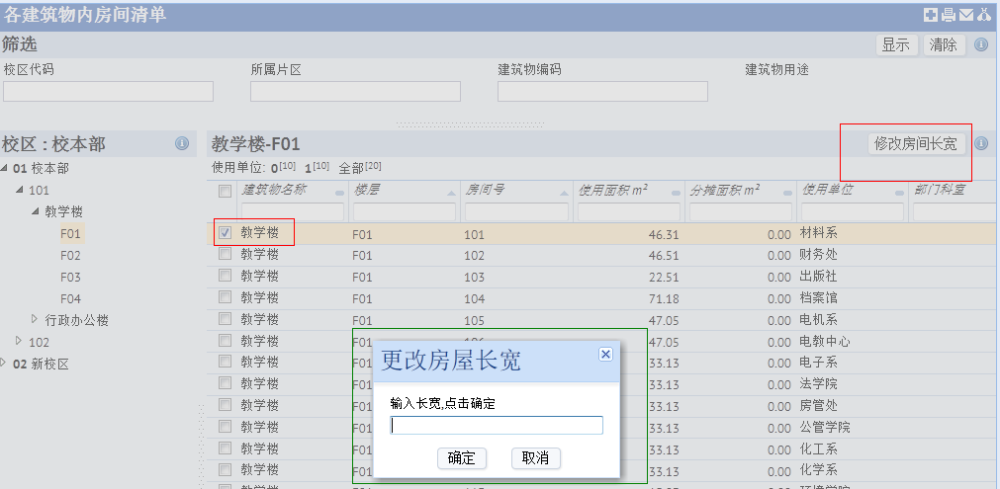 各建筑物内房间清单
筛选 显示 清除
校区代码 所属片区 建筑物编码 建筑物用途
校区 : 校本部
01 校本部
101
教学楼
F01
F02
F03
F04
行政办公楼
102
02 新校区
教学楼-F01 修改房间长宽
使用单位: 0[10] 1[10] 全部[20]
建筑物名称 楼层 房间号 使用面积 m² 分摊面积 m² 使用单位 部门科室
教学楼 F01 101 46.31 0.00 材料系
教学楼 F01 102 46.51 0.00 财务处
教学楼 F01 103 22.51 0.00 出版社
教学楼 F01 104 71.18 0.00 档案馆
教学楼 F01 105 47.05 0.00 电机系
教学楼 F01 47.05 0.00 电教中心
教学楼 F01 33.13 0.00 电子系
教学楼 F01 33.13 0.00 法学院
教学楼 F01 33.13 0.00 房管处
教学楼 F01 33.13 0.00 公管学院
教学楼 F01 33.13 0.00 化工系
教学楼 F01 33.13 0.00 化学系
更改房屋长宽
输入长宽,点击确定
确定 取消